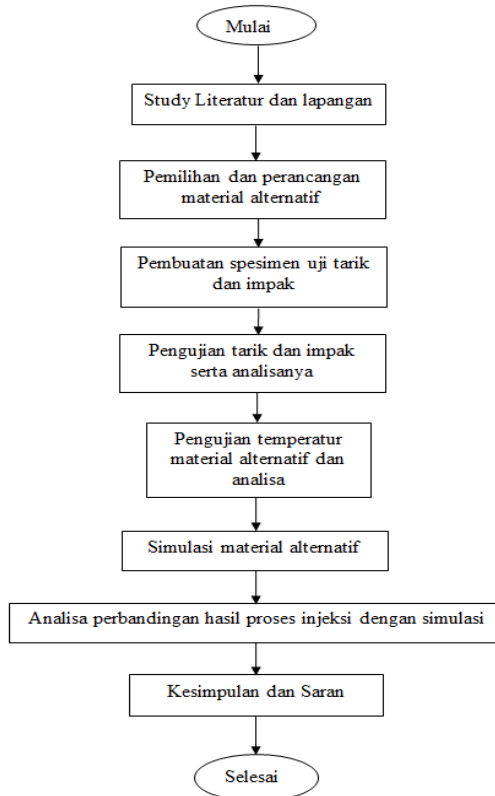 Mulai
Study Literatur dan lapangan
Pemilihan dan perancangan
material alternatif
Pembuatan spesimen uji tarik
dan impak
Pengujian tarik dan impak
serta analisanya
Pengujian temperatur
material alternatif dan
analisa
Simulasi material alternatif
Analisa perbandingan hasil proses injeksi dengan simulasi
Kesimpulan dan Saran
Selesai